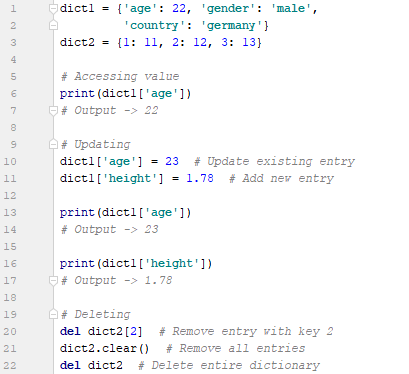 1 dict1 = {'age': 22, 'gender': 'male',
2 'country': 'germany'}
3 dict2 = {1: 11, 2: 12, 3: 13}
4
5 # Accessing value
6 print(dict1['age'])
7 # Output -> 22
8
9 # Updating
10 dict1['age'] = 23 # Update existing entry
11 dict1['height'] = 1.78 # Add new entry
12
13 print(dict1['age'])
14 # Output -> 23
15
16 print(dict1['height'])
17 # Output -> 1.78
18
19 # Deleting
20 del dict2[2] # Remove entry with key 2
21 dict2.clear() # Remove all entries
22 del dict2 # Delete entire dictionary